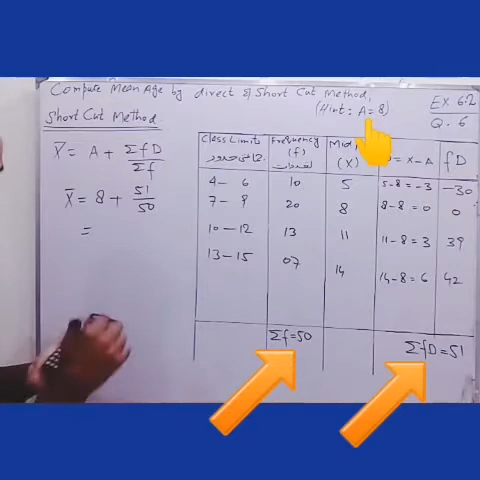 Compute Mean Age by direct & Short Cut Method.
(Hint: A = 8)
EX 6.2
Q. 6
Short Cut Method
X̄ = A + ΣfD / Σf
X̄ = 8 + 51 / 50
=
Class Limits Frequency (f) Mid (X) = X-A fD
جماعتی حدود تعددات
4 - 6 10 5 5-8 = -3 -30
7 - 9 20 8 8-8 = 0 0
10 - 12 13 11 11-8 = 3 39
13 - 15 07 14 14-8 = 6 42
Σf = 50 ΣfD = 51